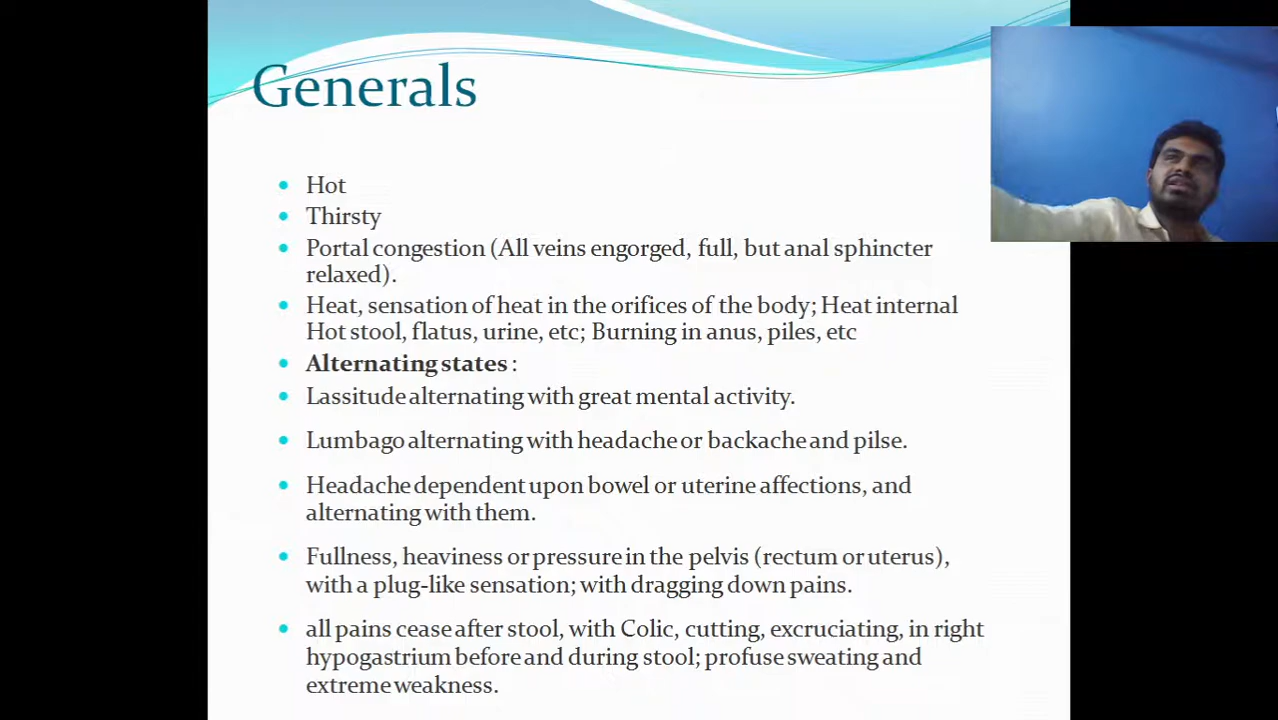 Generals
Hot
Thirsty
Portal congestion (All veins engorged, full, but anal sphincter
relaxed).
Heat, sensation of heat in the orifices of the body; Heat internal
Hot stool, flatus, urine, etc; Burning in anus, piles, etc
Alternating states :
Lassitude alternating with great mental activity.
Lumbago alternating with headache or backache and pilse.
Headache dependent upon bowel or uterine affections, and
alternating with them.
Fullness, heaviness or pressure in the pelvis (rectum or uterus),
with a plug-like sensation; with dragging down pains.
all pains cease after stool, with Colic, cutting, excruciating, in right
hypogastrium before and during stool; profuse sweating and
extreme weakness.